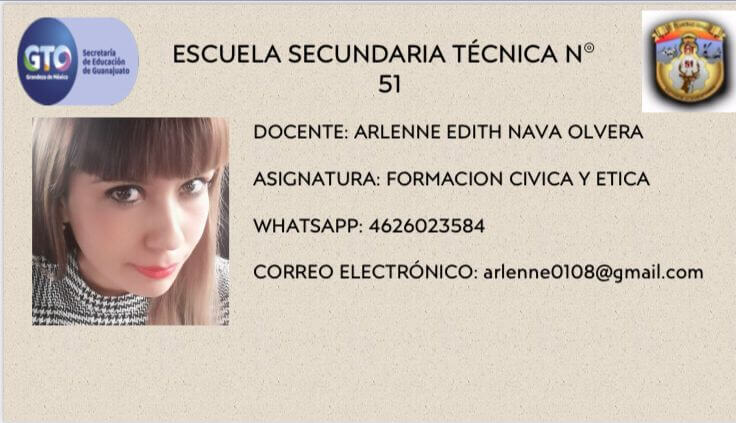 GTO
Grandeza de México
Secretaría
de Educación
de Guanajuato
ESCUELA SECUNDARIA TÉCNICA N°
51
51
DOCENTE: ARLENNE EDITH NAVA OLVERA
ASIGNATURA: FORMACION CIVICA Y ETICA
WHATSAPP: 4626023584
CORREO ELECTRÓNICO: arlenne0108@gmail.com